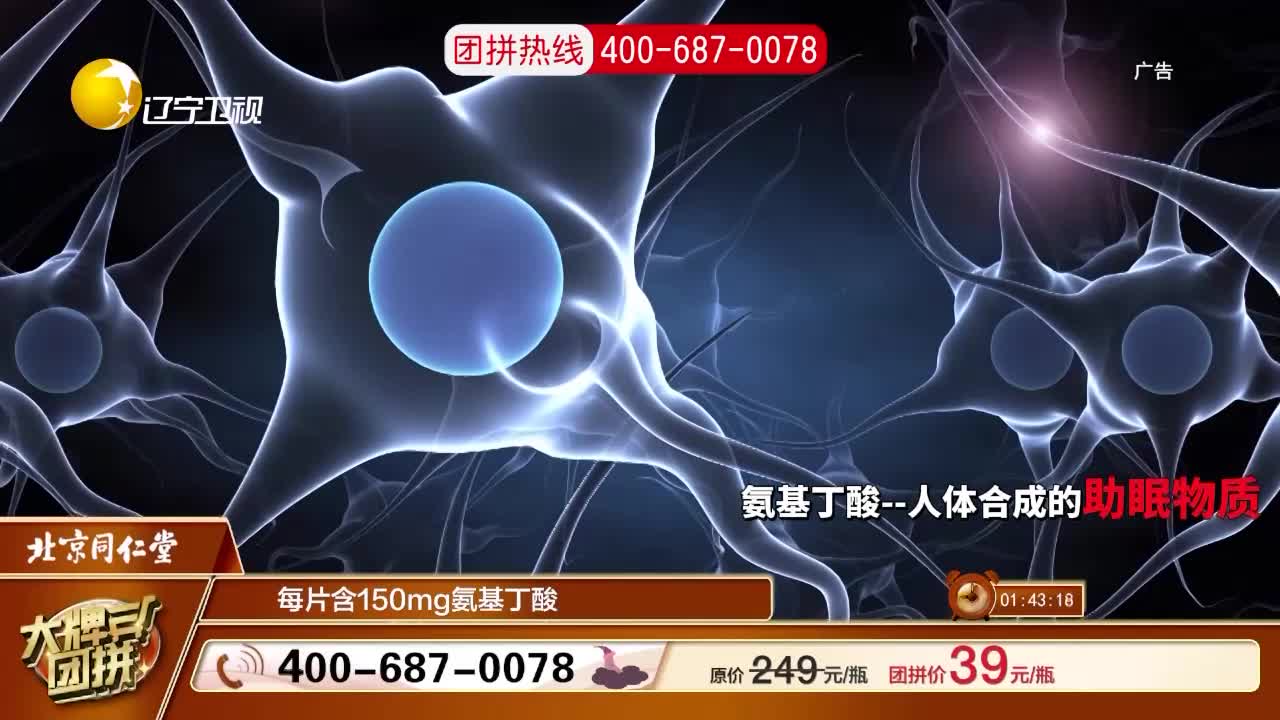 团拼热线 400-687-0078
广告
辽宁卫视
氨基丁酸--人体合成的助眠物质
北京同仁堂
每片含150mg氨基丁酸
01:43:18
大牌云!
团拼
400-687-0078
原价249元/瓶 团拼价39元/瓶